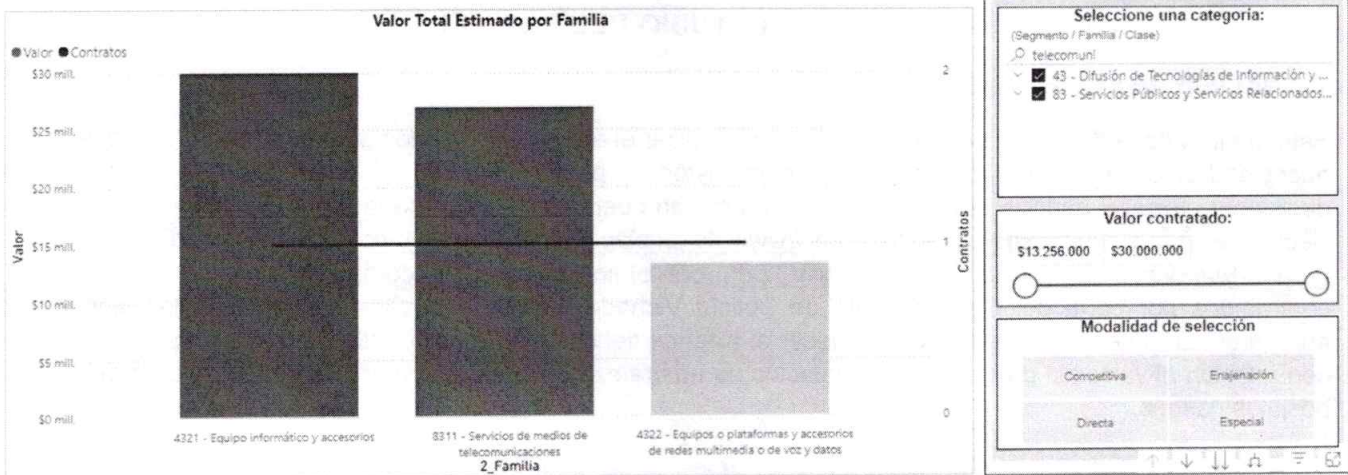 Valor Total Estimado por Familia
Valor Contratos
$30 mill.
$25 mill.
$20 mill.
$15 mill.
$10 mill.
$5 mill.
$0 mill.
Valor
2
1
0
Contratos
4321 - Equipo informático y accesorios
8311 - Servicios de medios de
telecomunicaciones
4322 - Equipos o plataformas y accesorios
de redes multimedia o de voz y datos
2_Familia
Seleccione una categoria:
(Segmento / Familia / Clase)
telecomuni
43 - Difusión de Tecnologías de Información y ...
83 - Servicios Públicos y Servicios Relacionados...
Valor contratado:
$13.256.000 $30.000.000
Modalidad de selección
Competitiva Enajenación
Directa Especial